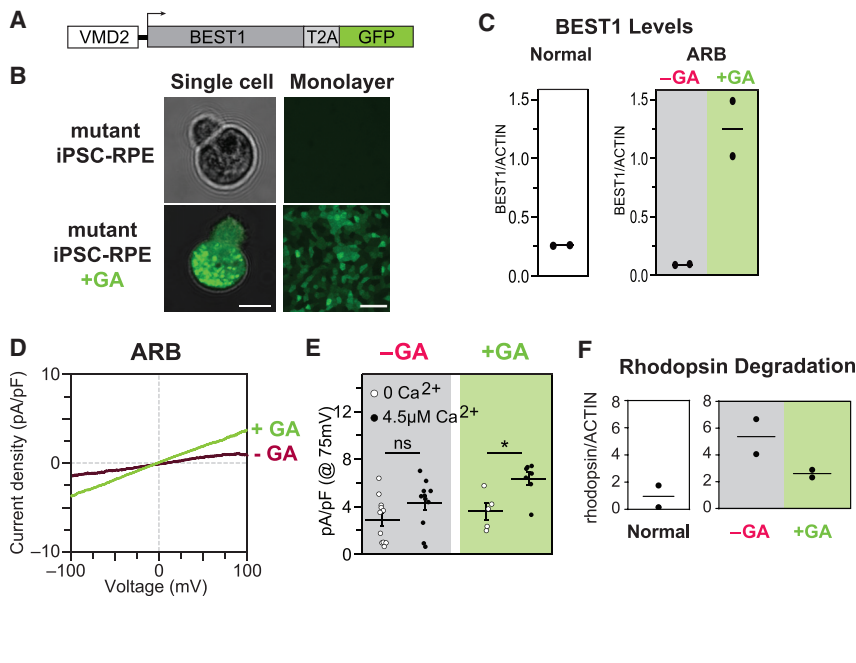 A
VMD2 BEST1 T2A GFP
B
Single cell Monolayer
mutant
iPSC-RPE
mutant
iPSC-RPE
+GA
C
BEST1 Levels
Normal ARB
–GA +GA
BEST1/ACTIN
1.5
1.0
0.5
0.0
BEST1/ACTIN
1.5
1.0
0.5
0.0
D
ARB
Current density (pA/pF)
10
0
–10
–100 0 100
Voltage (mV)
+ GA
- GA
E
–GA +GA
pA/pF (@ 75mV)
12
8
4
0
0 Ca2+
4.5µM Ca2+
ns *
F
Rhodopsin Degradation
rhodopsin/ACTIN
8
6
4
2
0
8
6
4
2
0
Normal –GA +GA